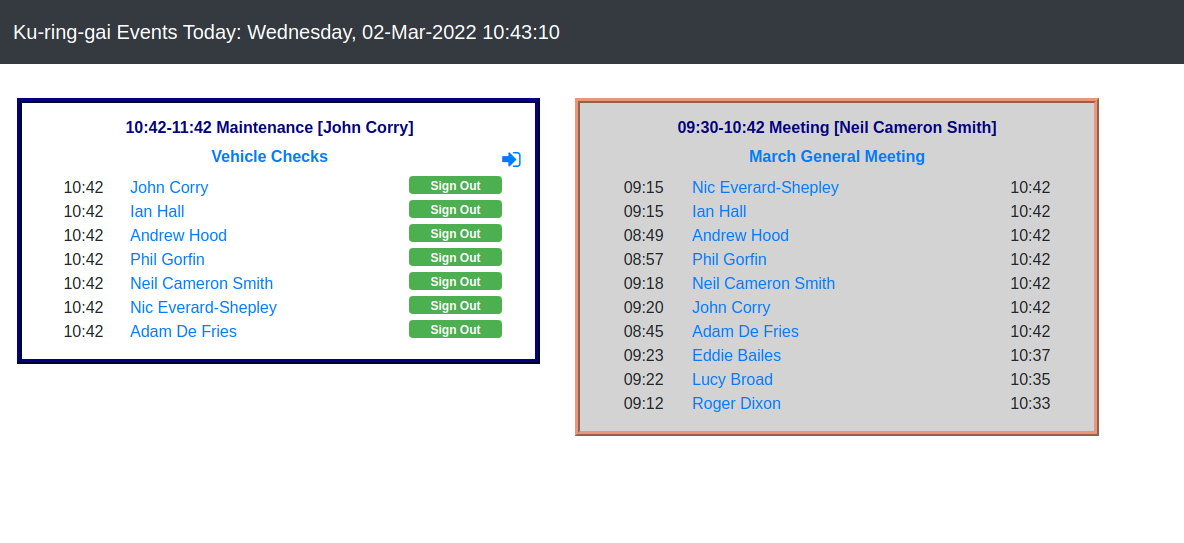 Ku-ring-gai Events Today: Wednesday, 02-Mar-2022 10:43:10
10:42-11:42 Maintenance [John Corry]
Vehicle Checks
10:42 John Corry Sign Out
10:42 Ian Hall Sign Out
10:42 Andrew Hood Sign Out
10:42 Phil Gorfin Sign Out
10:42 Neil Cameron Smith Sign Out
10:42 Nic Everard-Shepley Sign Out
10:42 Adam De Fries Sign Out
09:30-10:42 Meeting [Neil Cameron Smith]
March General Meeting
09:15 Nic Everard-Shepley 10:42
09:15 Ian Hall 10:42
08:49 Andrew Hood 10:42
08:57 Phil Gorfin 10:42
09:18 Neil Cameron Smith 10:42
09:20 John Corry 10:42
08:45 Adam De Fries 10:42
09:23 Eddie Bailes 10:37
09:22 Lucy Broad 10:35
09:12 Roger Dixon 10:33